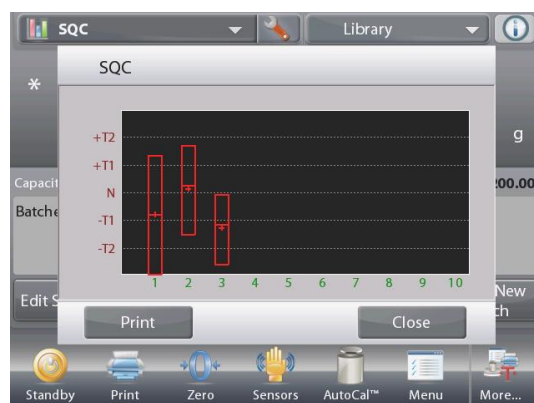 SQC
Library
SQC
*
g
+T2
+T1
N
-T1
-T2
1 2 3 4 5 6 7 8 9 10
Capacit
200.00
Batche
Edit S
New
ch
Print
Close
Standby
Print
Zero
Sensors
AutoCal™
Menu
More...